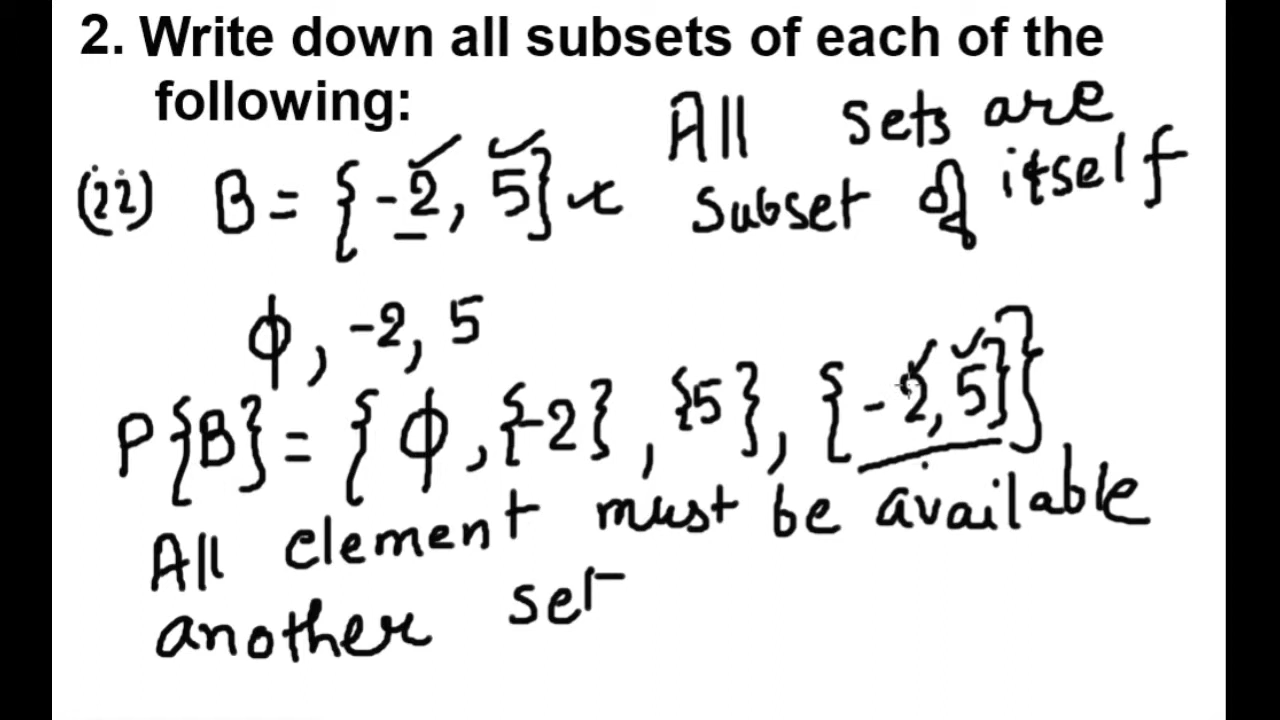 2. Write down all subsets of each of the
following:
All sets are
(ii) B = {-2, 5} subset of itself
ϕ, -2, 5
P{B} = { ϕ, {-2}, {5}, {-2, 5}}
All element must be available
another set